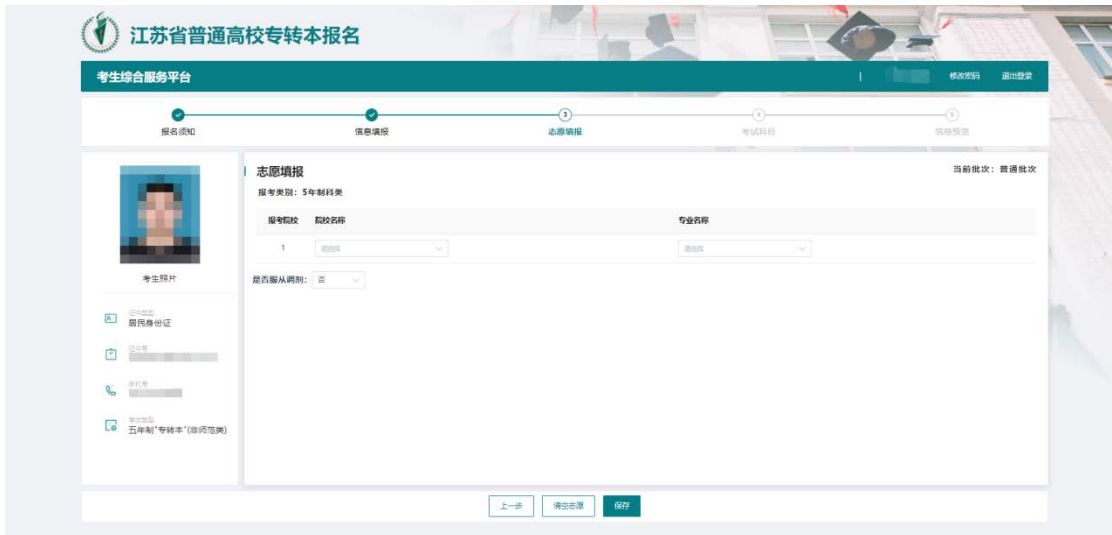 江苏省普通高校专转本报名
考生综合服务平台
修改密码 退出登录
报名须知 信息填报 3 志愿填报 4 考试科目 5 信息预览
志愿填报
当前批次：普通批次
报考类别：5年制科类
报考院校 院校名称 专业名称
1 请选择 请选择
是否服从调剂： 否
考生照片
证件类型
居民身份证
证件号
手机号
考试类型
五年制"专转本"(非师范类)
上一步 清空志愿 保存